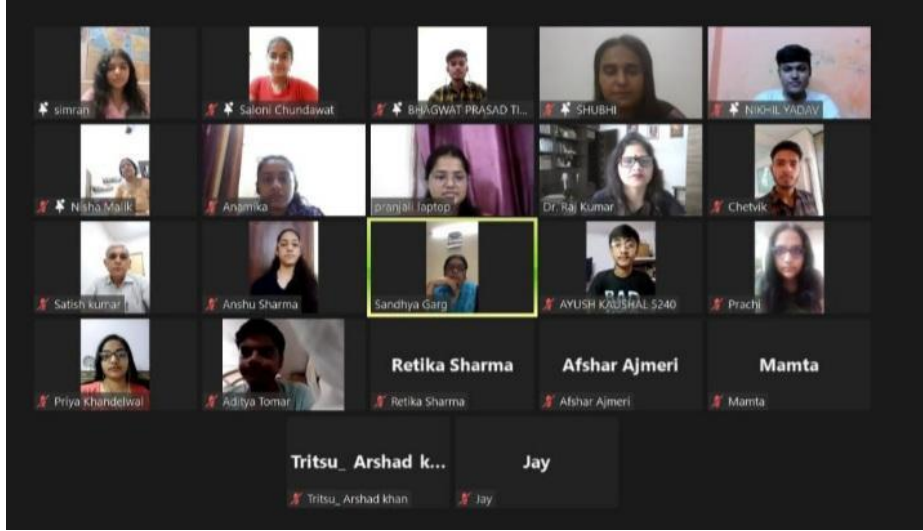 simran
Saloni Chundawat
BHAGWAT PRASAD TI...
SHUBHI
NIKHIL YADAV
Nisha Malik
Anamika
pranjali laptop
Dr. Raj Kumar
Chetvik
Satish kumar
Anshu Sharma
Sandhya Garg
AYUSH KAUSHAL 5240
Prachi
Priya Khandelwal
Aditya Tomar
Retika Sharma
Retika Sharma
Afshar Ajmeri
Afshar Ajmeri
Mamta
Mamta
Tritsu_ Arshad k...
Tritsu_ Arshad khan
Jay
Jay